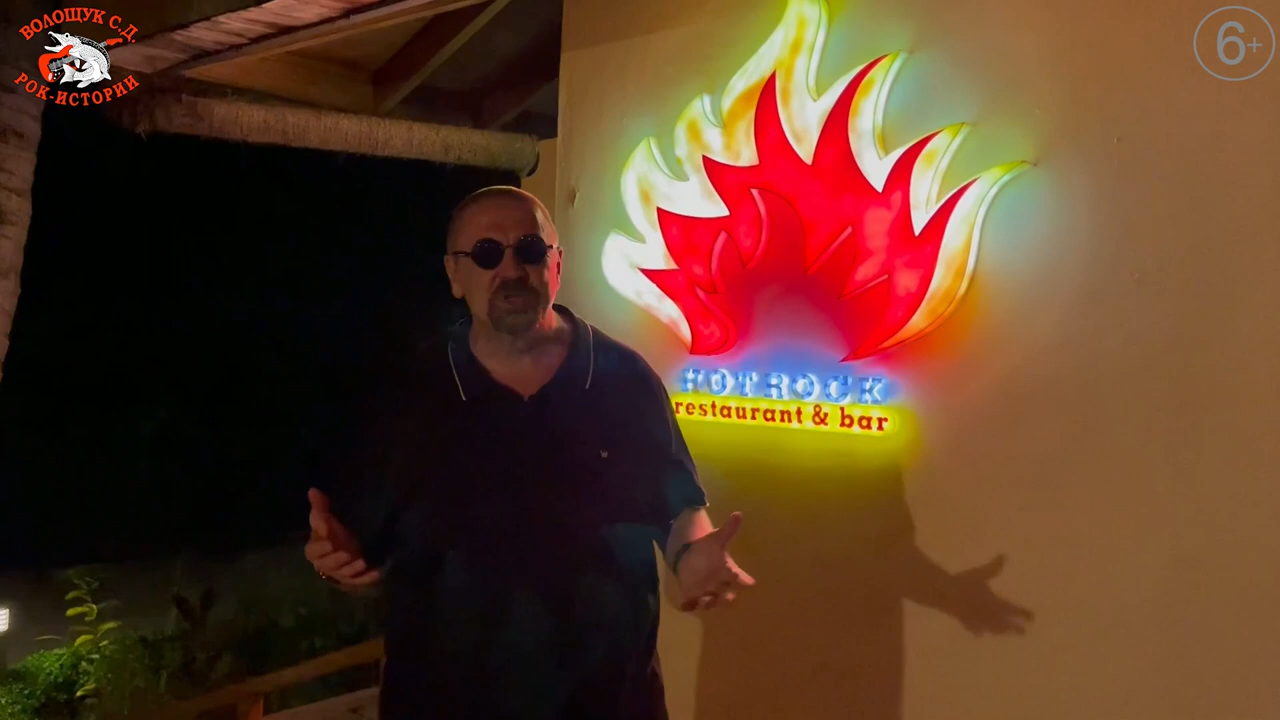 ВОЛОЩУК С.Д.
РОК-ИСТОРИИ
6+
HOTROCK
restaurant & bar